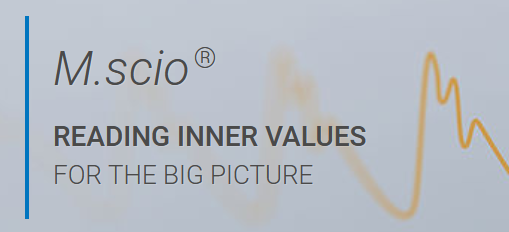 M.scio®
READING INNER VALUES
FOR THE BIG PICTURE